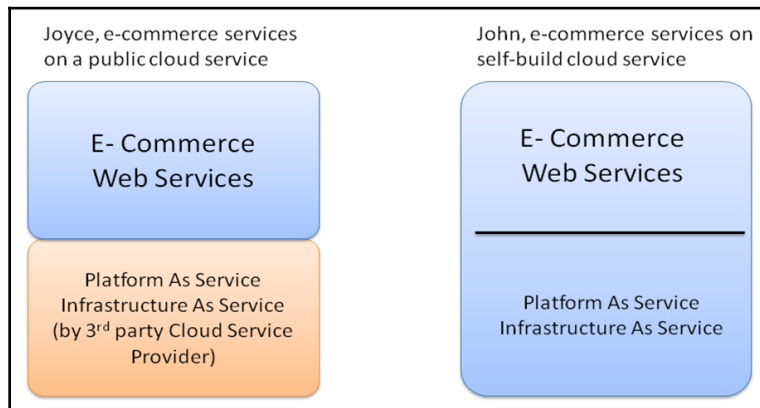 Joyce, e-commerce services
on a public cloud service
E- Commerce
Web Services
Platform As Service
Infrastructure As Service
(by 3rd party Cloud Service
Provider)
John, e-commerce services on
self-build cloud service
E- Commerce
Web Services
Platform As Service
Infrastructure As Service